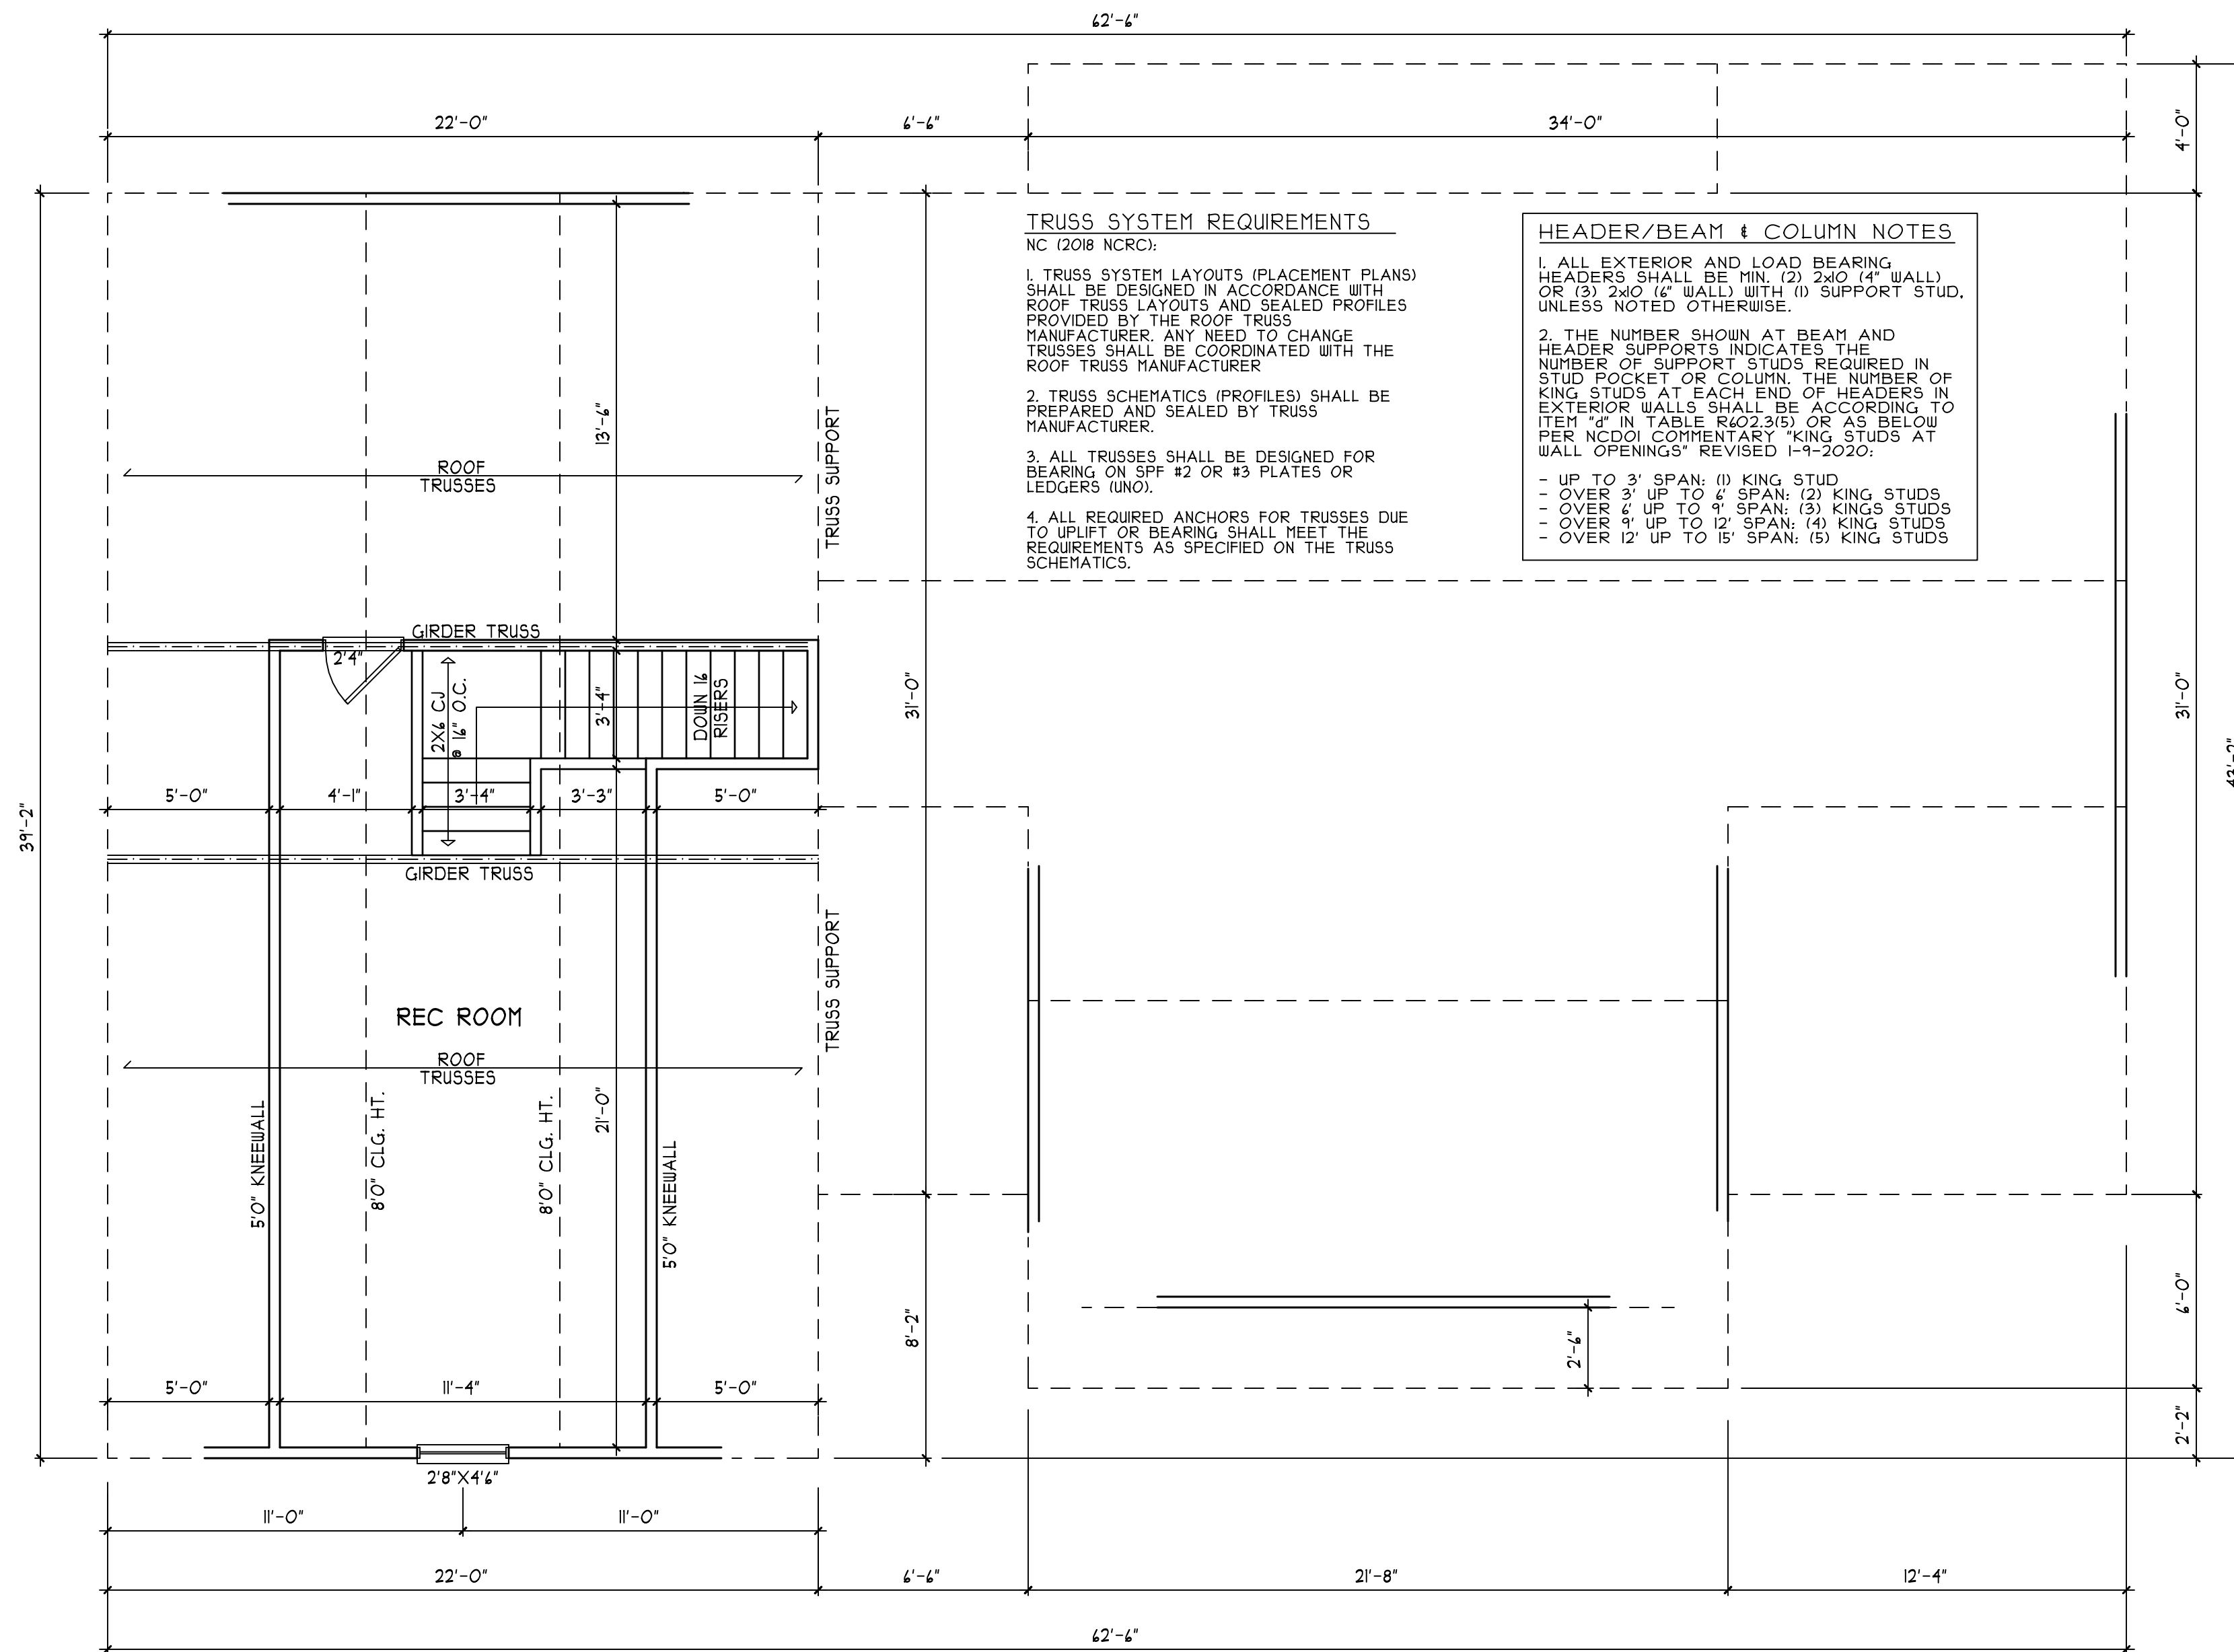 62'-6"
22'-0"
6'-6"
34'-0"
4'-0"
TRUSS SYSTEM REQUIREMENTS
NC (2018 NCRC):
1. TRUSS SYSTEM LAYOUTS (PLACEMENT PLANS)
SHALL BE DESIGNED IN ACCORDANCE WITH
ROOF TRUSS LAYOUTS AND SEALED PROFILES
PROVIDED BY THE ROOF TRUSS
MANUFACTURER. ANY NEED TO CHANGE
TRUSSES SHALL BE COORDINATED WITH THE
ROOF TRUSS MANUFACTURER
2. TRUSS SCHEMATICS (PROFILES) SHALL BE
PREPARED AND SEALED BY TRUSS
MANUFACTURER.
3. ALL TRUSSES SHALL BE DESIGNED FOR
BEARING ON SPF #2 OR #3 PLATES OR
LEDGERS (UNO).
4. ALL REQUIRED ANCHORS FOR TRUSSES DUE
TO UPLIFT OR BEARING SHALL MEET THE
REQUIREMENTS AS SPECIFIED ON THE TRUSS
SCHEMATICS.
HEADER/BEAM & COLUMN NOTES
1. ALL EXTERIOR AND LOAD BEARING
HEADERS SHALL BE MIN. (2) 2x10 (4" WALL)
OR (3) 2x10 (6" WALL) WITH (1) SUPPORT STUD,
UNLESS NOTED OTHERWISE.
2. THE NUMBER SHOWN AT BEAM AND
HEADER SUPPORTS INDICATES THE
NUMBER OF SUPPORT STUDS REQUIRED IN
STUD POCKET OR COLUMN. THE NUMBER OF
KING STUDS AT EACH END OF HEADERS IN
EXTERIOR WALLS SHALL BE ACCORDING TO
ITEM "d" IN TABLE R602.3(5) OR AS BELOW
PER NCDOI COMMENTARY "KING STUDS AT
WALL OPENINGS" REVISED 1-9-2020:
- UP TO 3' SPAN: (1) KING STUD
- OVER 3' UP TO 6' SPAN: (2) KING STUDS
- OVER 6' UP TO 9' SPAN: (3) KINGS STUDS
- OVER 9' UP TO 12' SPAN: (4) KING STUDS
- OVER 12' UP TO 15' SPAN: (5) KING STUDS
13'-6"
TRUSS SUPPORT
ROOF
TRUSSES
GIRDER TRUSS
2'4"
2X6 CJ
@ 16" O.C.
3'-4"
DOWN 16
RISERS
31'-0"
31'-0"
39'-2"
5'-0"
4'-1"
3'-4"
3'-3"
5'-0"
GIRDER TRUSS
TRUSS SUPPORT
REC ROOM
ROOF
TRUSSES
5'0" KNEEWALL
8'0" CLG. HT.
8'0" CLG. HT.
21'-0"
5'0" KNEEWALL
8'-2"
6'-0"
2'-6"
5'-0"
11'-4"
5'-0"
2'-2"
2'8"X4'6"
11'-0"
11'-0"
22'-0"
6'-6"
21'-8"
12'-4"
62'-6"